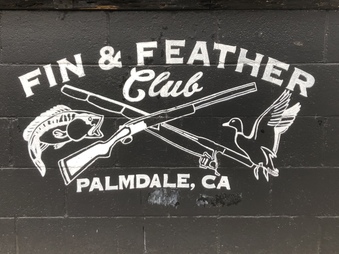 FIN & FEATHER
Club
PALMDALE, CA